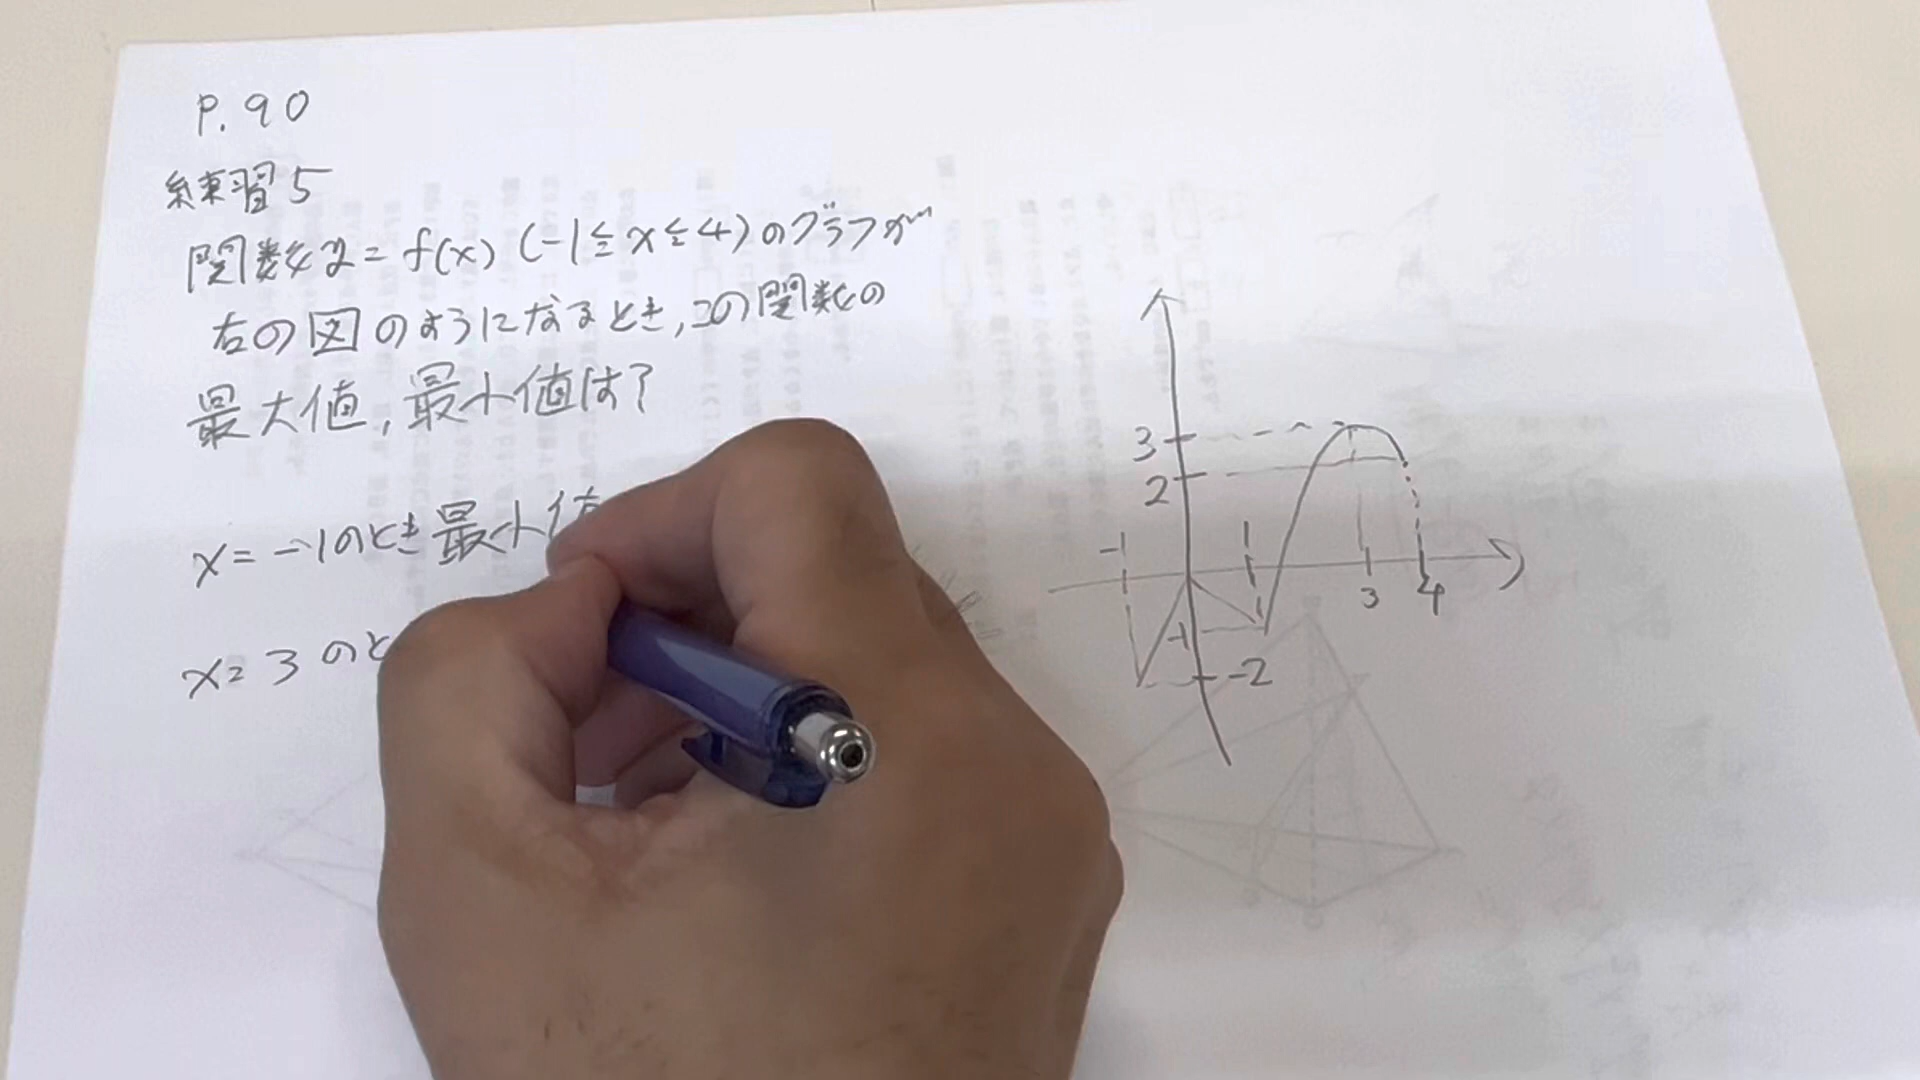 P.90
練習5
関数y=f(x) (-1≦x≦4)のグラフが
右の図のようになるとき,この関数の
最大値,最小値は?
x=-1のとき最小値
x=3のと
3
2
-1
1
3
4
-1
-2